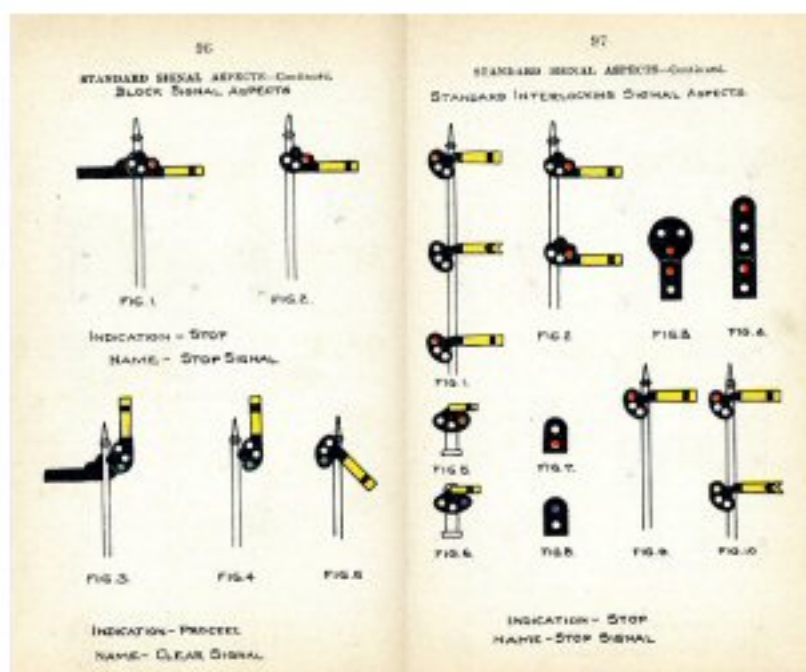 96
STANDARD SIGNAL ASPECTS—Continued.
BLOCK SIGNAL ASPECTS
FIG. 1.
FIG. 2.
INDICATION – STOP
NAME – STOP SIGNAL
FIG. 3.
FIG. 4
FIG. 5
INDICATION – PROCEED
NAME – CLEAR SIGNAL
97
STANDARD SIGNAL ASPECTS—Continued.
STANDARD INTERLOCKING SIGNAL ASPECTS
FIG. 1.
FIG. 2
FIG. 3
FIG. 4.
FIG. 5.
FIG. 7.
FIG. 6.
FIG. 8.
FIG. 9.
FIG. 10
INDICATION – STOP
NAME – STOP SIGNAL